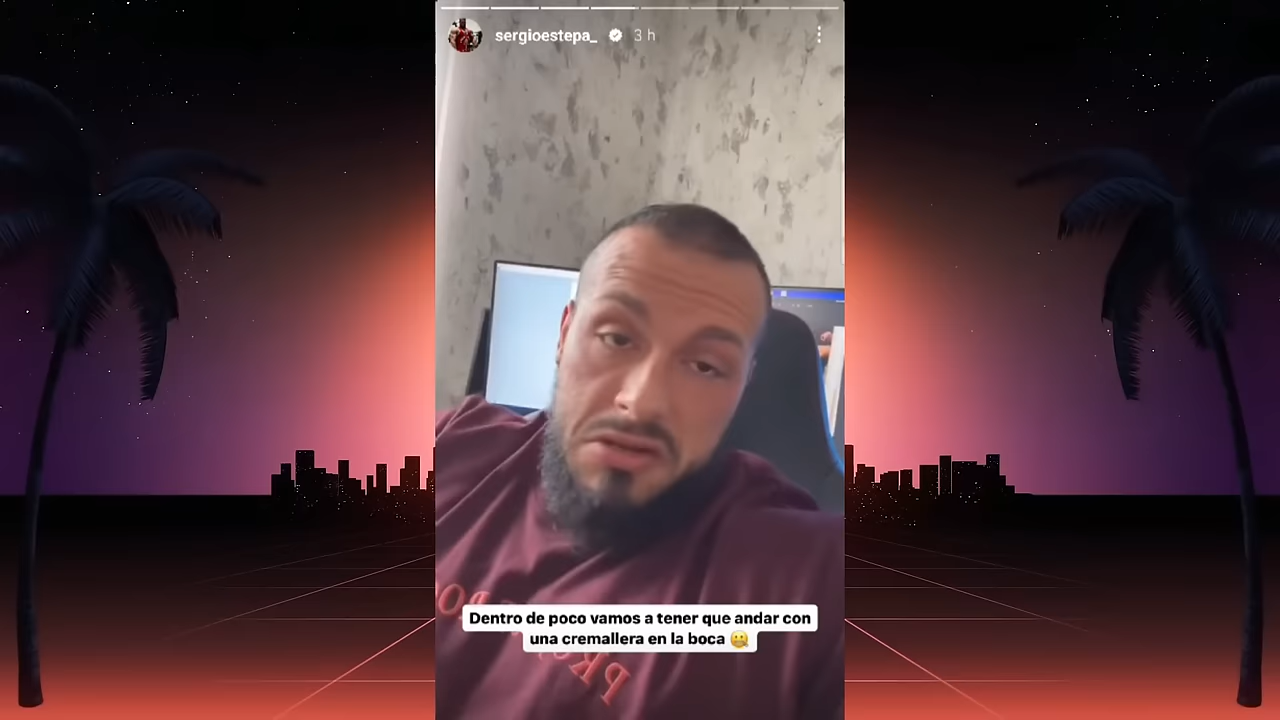 sergioestepa_ 3 h
Dentro de poco vamos a tener que andar con
una cremallera en la boca 🤐